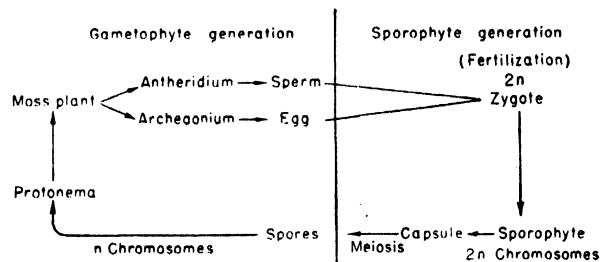 Gametophyte generation
Sporophyte generation
(Fertilization)
2n
Zygote
Antheridium
Sperm
Moss plant
Archegonium
Egg
Protonema
Spores
n Chromosomes
Meiosis
Capsule
Sporophyte
2n Chromosomes